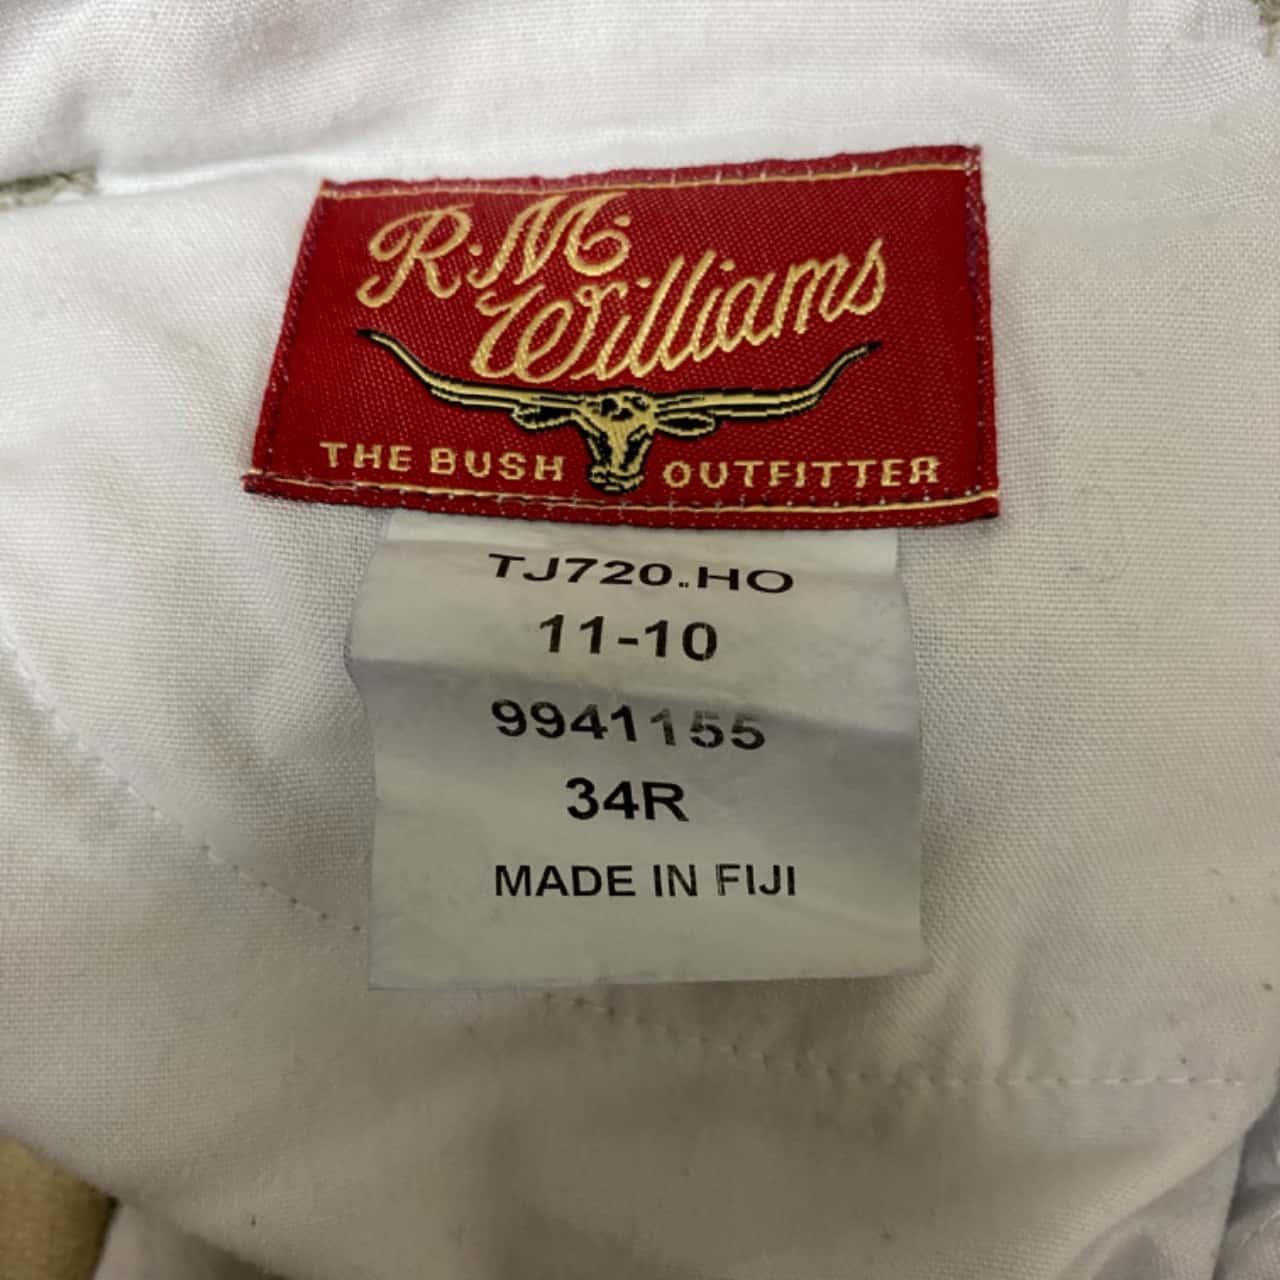 R.M.
Williams
THE BUSH OUTFITTER
TJ720..HO
11-10
9941155
34R
MADE IN FIJI